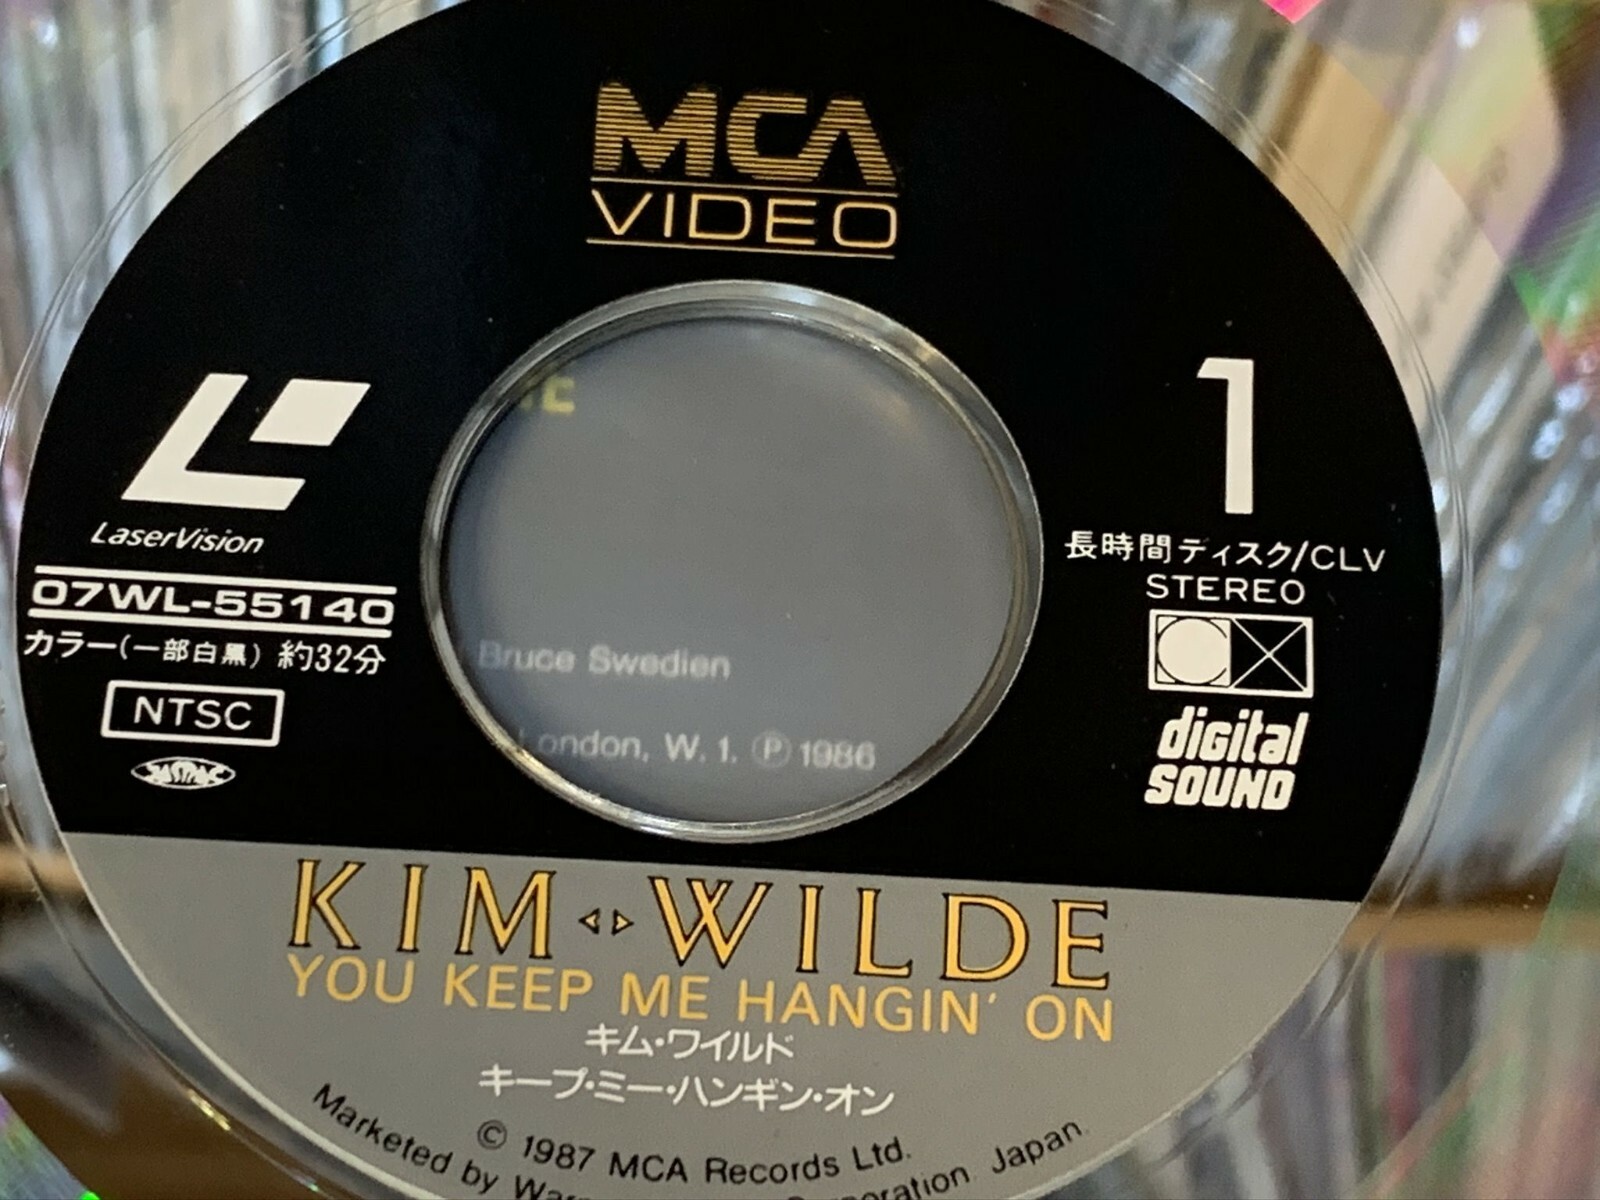 MCA
VIDEO
LaserVision
07WL-55140
カラー(一部白黒) 約32分
NTSC
JASRAC
1
長時間ディスク/CLV
STEREO
digital
SOUND
Bruce Swedien
London, W.1. Ⓟ 1986
KIM WILDE
YOU KEEP ME HANGIN' ON
キム・ワイルド
キープ・ミー・ハンギン・オン
© 1987 MCA Records Ltd.
Marketed by Corporation, Japan.